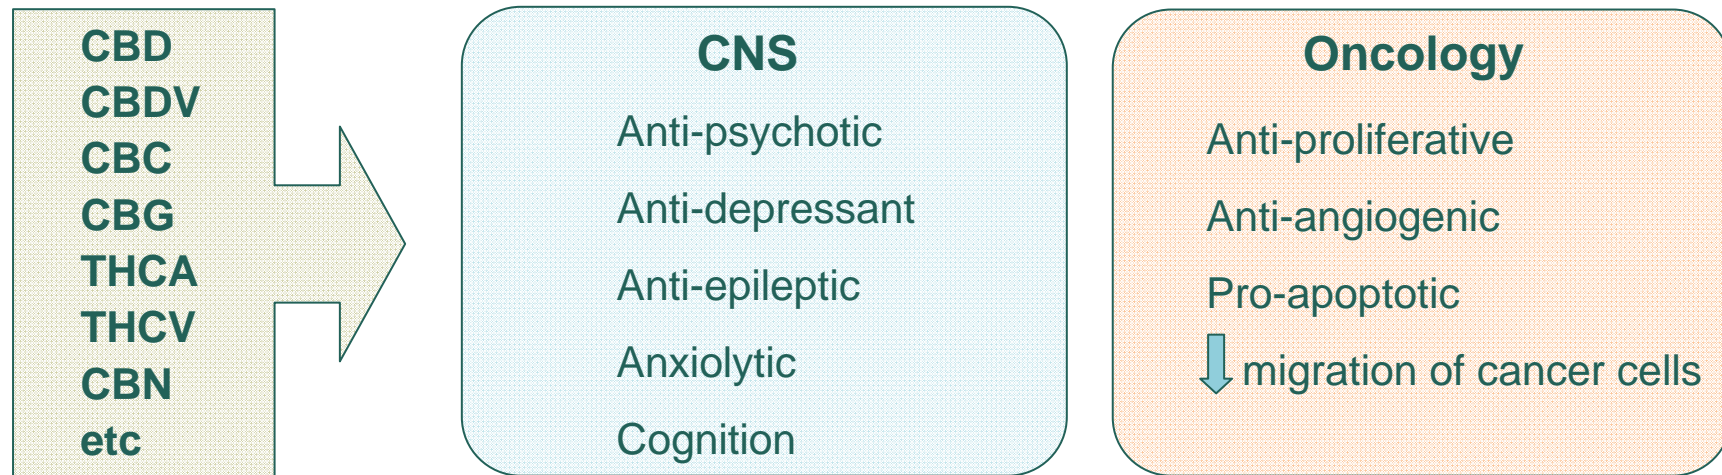 CBD
CBDV
CBC
CBG
THCA
THCV
CBN
etc
CNS
Anti-psychotic
Anti-depressant
Anti-epileptic
Anxiolytic
Cognition
Oncology
Anti-proliferative
Anti-angiogenic
Pro-apoptotic
migration of cancer cells